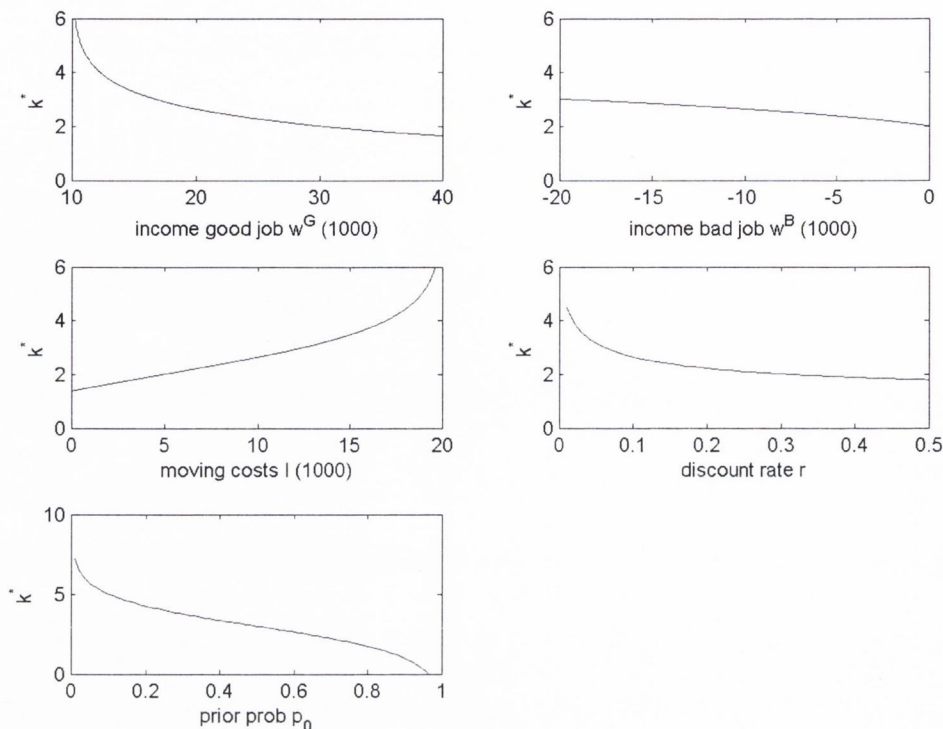 6
4
k*
2
0
10 20 30 40
income good job w^G (1000)
6
4
k*
2
0
-20 -15 -10 -5 0
income bad job w^B (1000)
6
4
k*
2
0
0 5 10 15 20
moving costs I (1000)
6
4
k*
2
0
0 0.1 0.2 0.3 0.4 0.5
discount rate r
10
k*
5
0
0 0.2 0.4 0.6 0.8 1
prior prob p_0